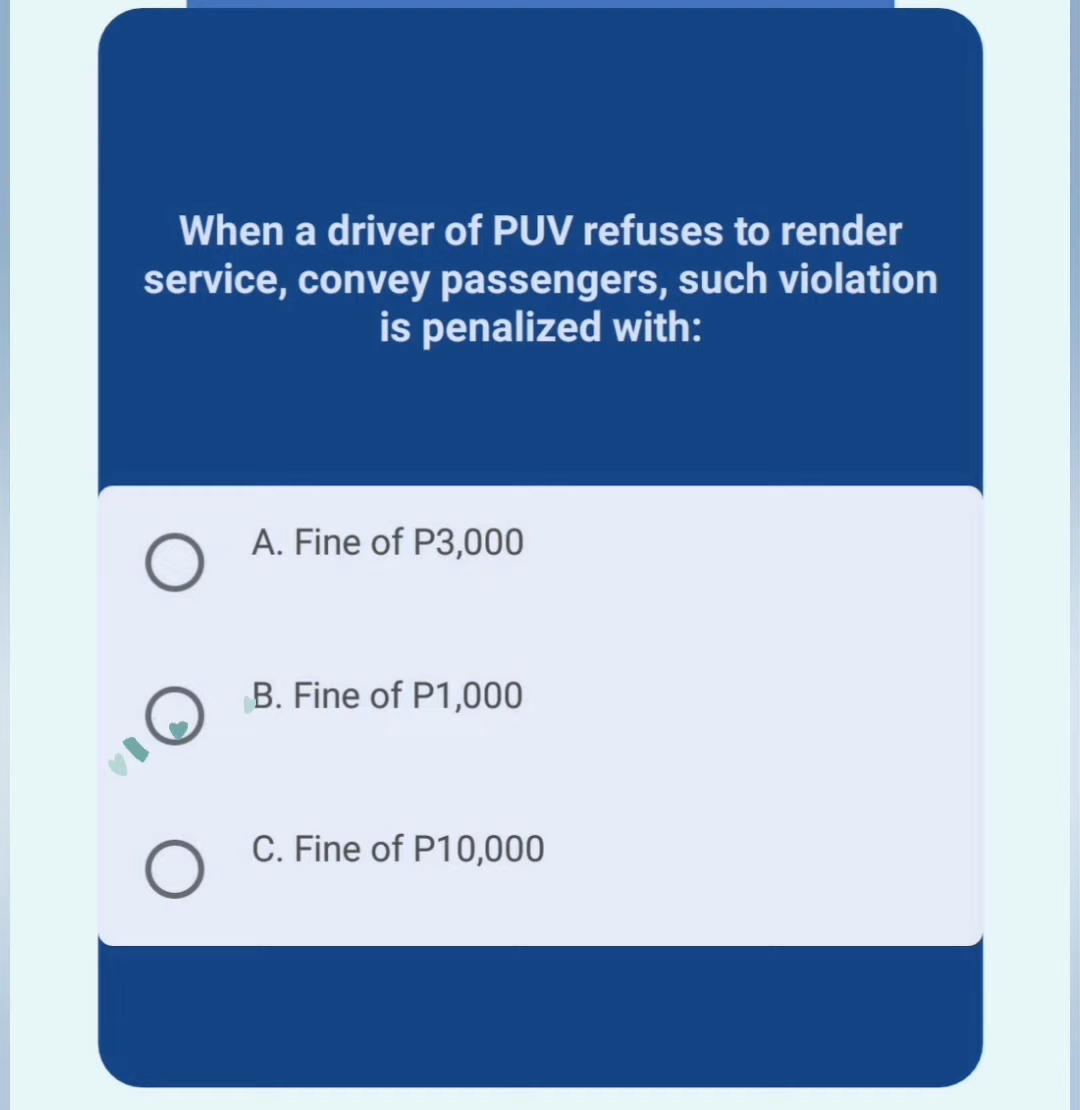 When a driver of PUV refuses to render
service, convey passengers, such violation
is penalized with:
A. Fine of P3,000
B. Fine of P1,000
C. Fine of P10,000